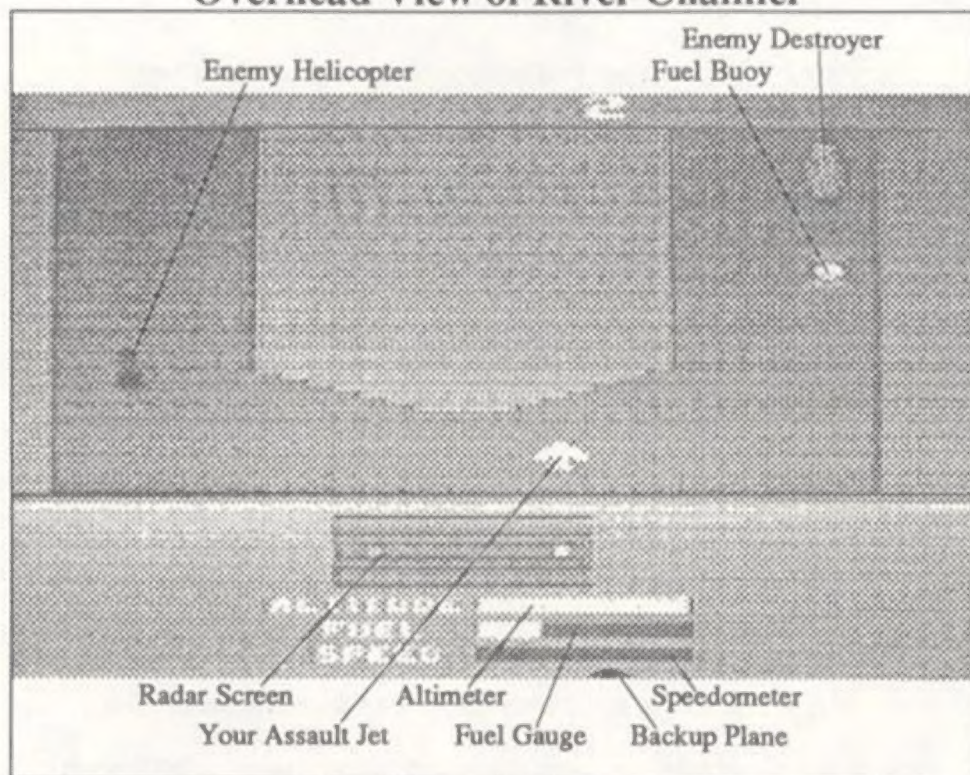 Overhead View of River Channel
Enemy Destroyer
Enemy Helicopter
Fuel Buoy
ALTITUDE
FUEL
SPEED
Radar Screen
Altimeter
Speedometer
Your Assault Jet
Fuel Gauge
Backup Plane